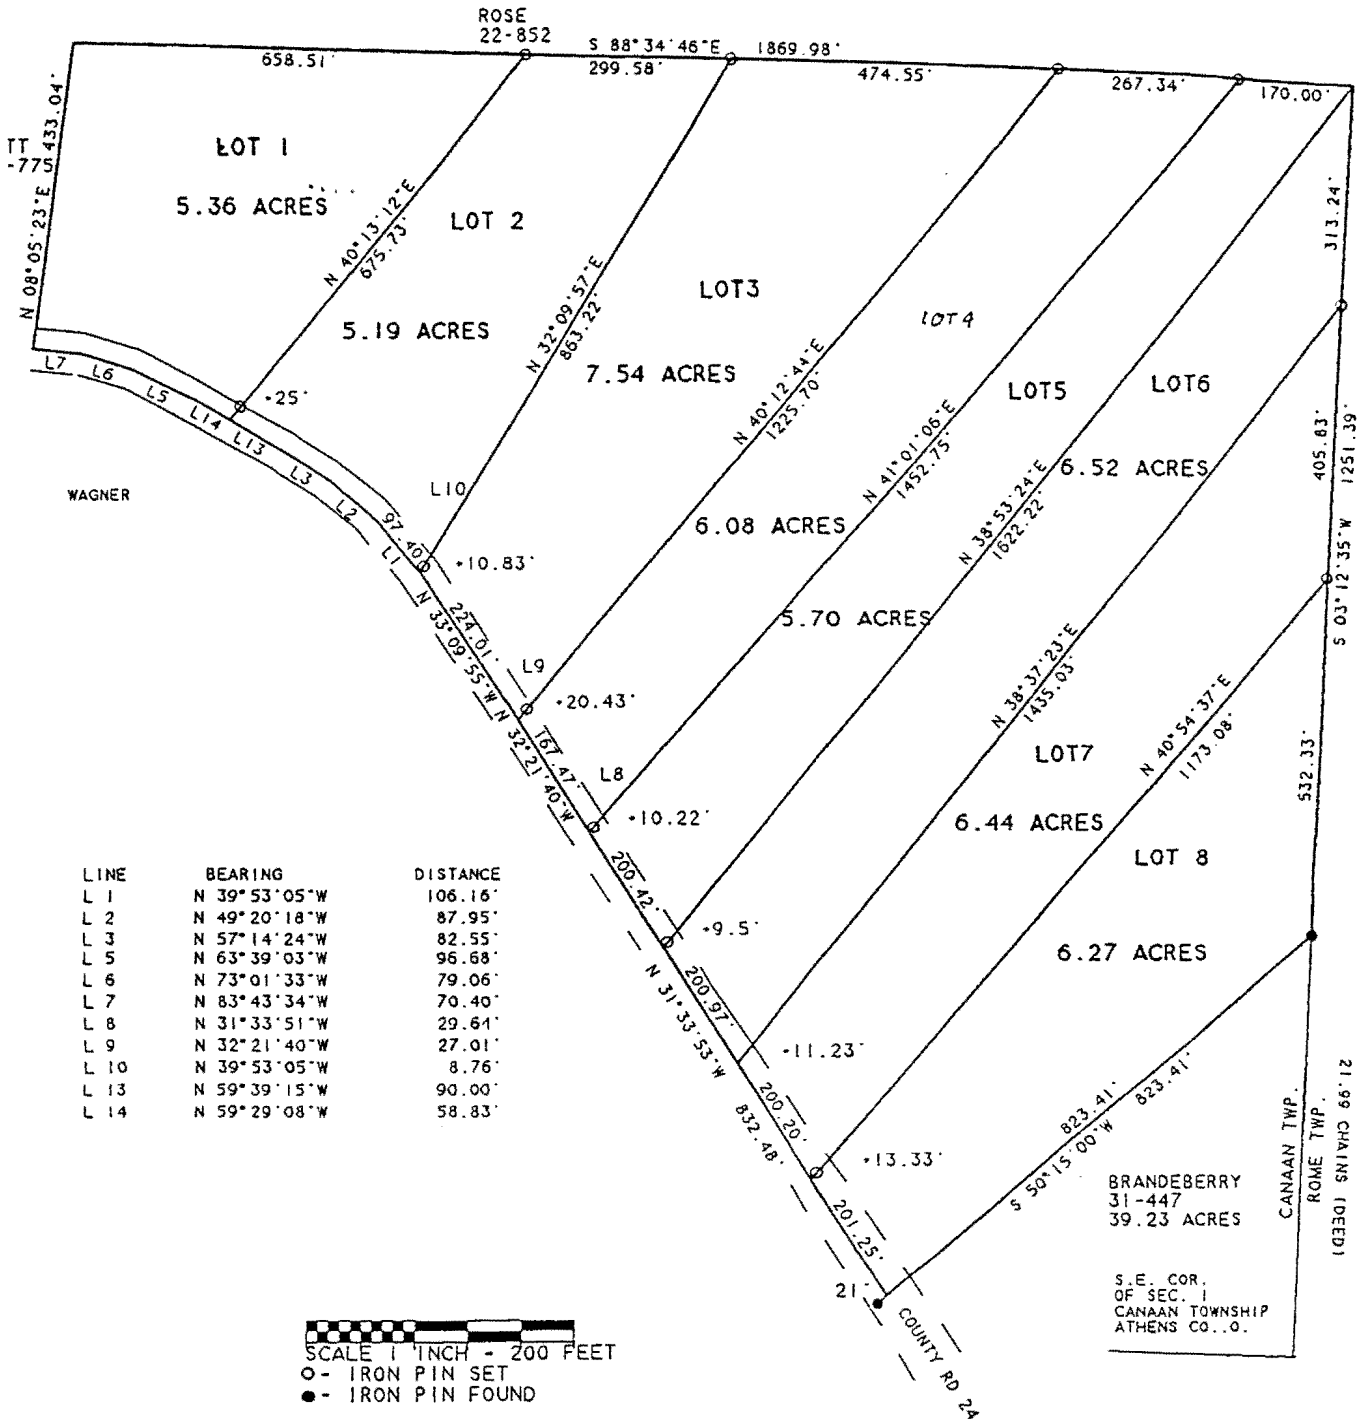 ROSE
22-852
S 88°34'46"E 1869.98'
658.51'
299.58'
474.55'
267.34'
170.00'
TT
-775
N 08°05'23"E 433.04'
LOT 1
5.36 ACRES
N 40°13'12"E
675.73'
LOT 2
5.19 ACRES
N 32°09'57"E
863.22'
LOT3
7.54 ACRES
N 40°12'44"E
1225.70'
LOT4
6.08 ACRES
N 41°01'06"E
1452.75'
LOT5
5.70 ACRES
N 38°53'24"E
1622.22'
LOT6
6.52 ACRES
N 38°37'23"E
1435.03'
LOT7
6.44 ACRES
N 40°54'37"E
1173.08'
LOT 8
6.27 ACRES
313.24'
405.83'
1251.39'
S 03°12'35"W
532.33'
L7
L6
L5
L14
L13
L3
L2
L1
+25'
WAGNER
L10
97.40
+10.83'
224.01'
N 33°09'55"W
L9
+20.43'
167.47'
N 32°21'40"W
L8
+10.22'
200.42'
+9.5'
200.97'
N 31°33'53"W
832.48'
+11.23'
200.20'
+13.33'
201.25'
21'
COUNTY RD 24
823.41'
823.41'
S 50°15'00"W
BRANDEBERRY
31-447
39.23 ACRES
CANAAN TWP.
ROME TWP.
21.66 CHAINS (DEED)
S.E. COR.
OF SEC. 1
CANAAN TOWNSHIP
ATHENS CO..O.
LINE BEARING DISTANCE
L 1 N 39°53'05"W 106.16'
L 2 N 49°20'18"W 87.95'
L 3 N 57°14'24"W 82.55'
L 5 N 63°39'03"W 96.68'
L 6 N 73°01'33"W 79.06'
L 7 N 83°43'34"W 70.40'
L 8 N 31°33'51"W 29.61'
L 9 N 32°21'40"W 27.01'
L 10 N 39°53'05"W 8.76'
L 13 N 59°39'15"W 90.00'
L 14 N 59°29'08"W 58.83'
SCALE 1 INCH - 200 FEET
O- IRON PIN SET
●- IRON PIN FOUND